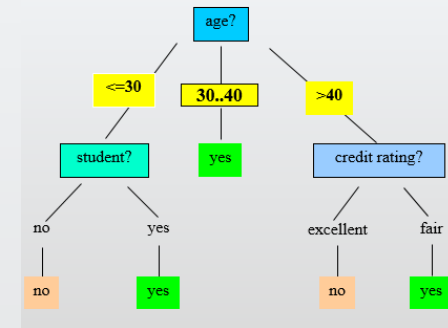 age?
<=30
30..40
>40
student?
yes
credit rating?
no
yes
excellent
fair
no
yes
no
yes